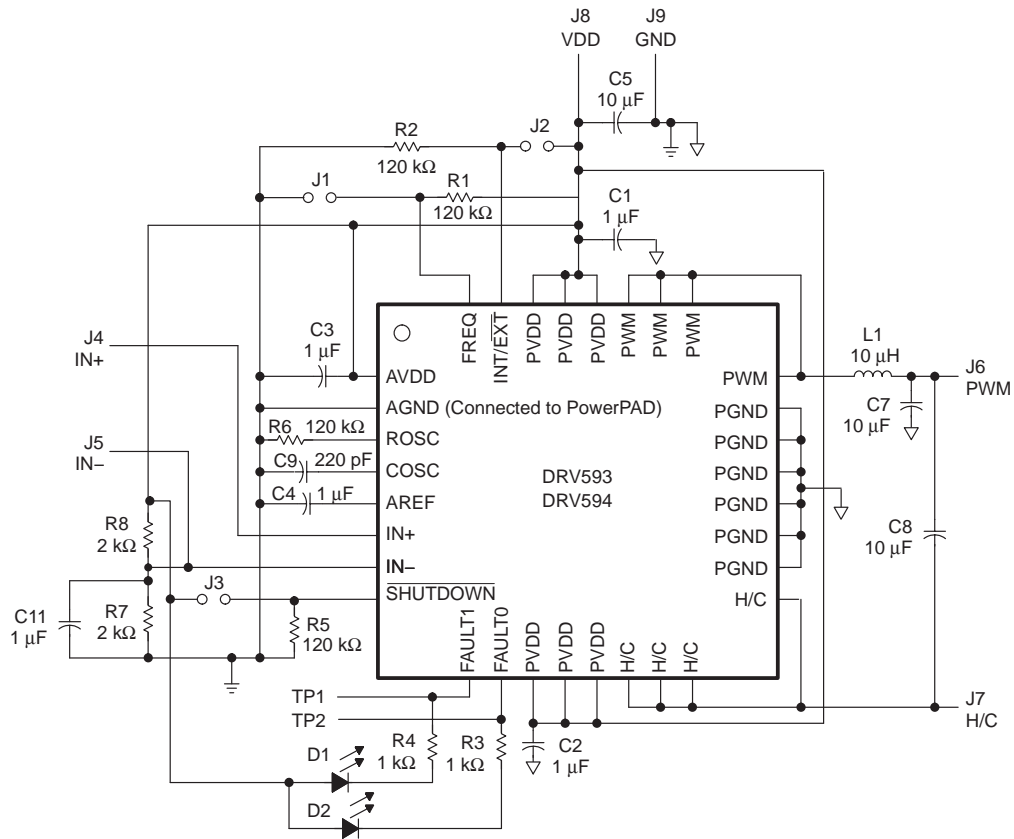 J8
VDD
J9
GND
C5
10 µF
R2
120 kΩ
J2
J1
R1
120 kΩ
C1
1 µF
FREQ
INT/EXT
PVDD
PVDD
PVDD
PWM
PWM
PWM
J4
IN+
C3
1 µF
AVDD
PWM
L1
10 µH
J6
PWM
AGND (Connected to PowerPAD)
PGND
C7
10 µF
R6
120 kΩ
ROSC
PGND
J5
IN–
C9
220 pF
COSC
PGND
DRV593
DRV594
C4
1 µF
AREF
PGND
R8
2 kΩ
IN+
PGND
C8
10 µF
IN–
PGND
J3
SHUTDOWN
H/C
C11
1 µF
R7
2 kΩ
R5
120 kΩ
FAULT1
FAULT0
PVDD
PVDD
PVDD
H/C
H/C
H/C
TP1
TP2
J7
H/C
R4
1 kΩ
R3
1 kΩ
C2
1 µF
D1
D2